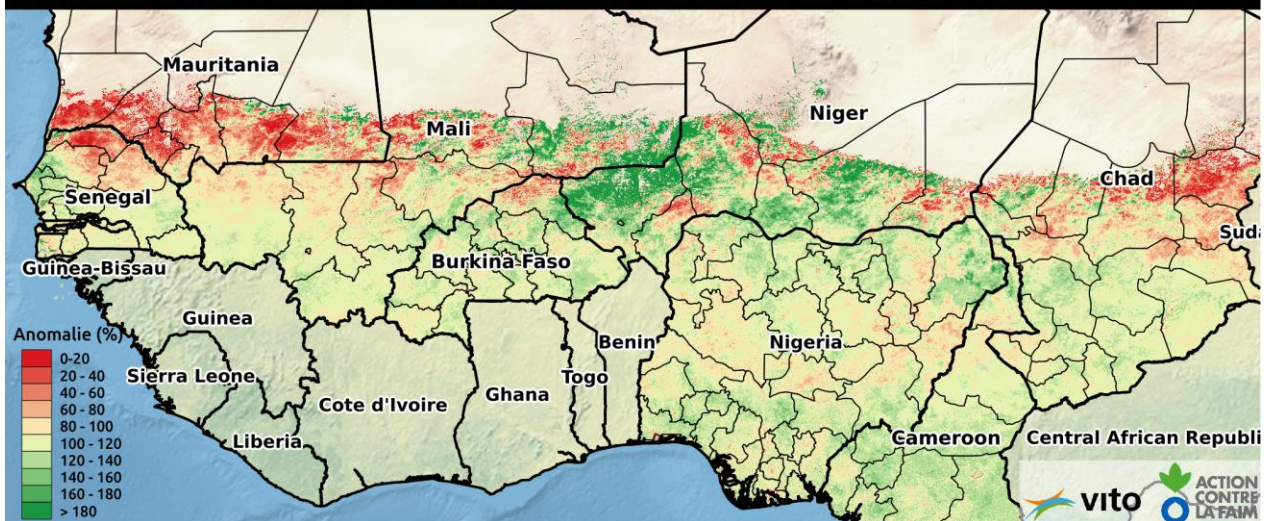 Mauritania
Niger
Mali
Chad
Senegal
Suda
Burkina Faso
Guinea-Bissau
Guinea
Benin
Nigeria
Togo
Sierra Leone
Ghana
Cote d'Ivoire
Liberia
Cameroon
Central African Republi
Anomalie (%)
0-20
20 - 40
40 - 60
60 - 80
80 - 100
100 - 120
120 - 140
140 - 160
160 - 180
> 180
vito
ACTION
CONTRE
LA FAIM